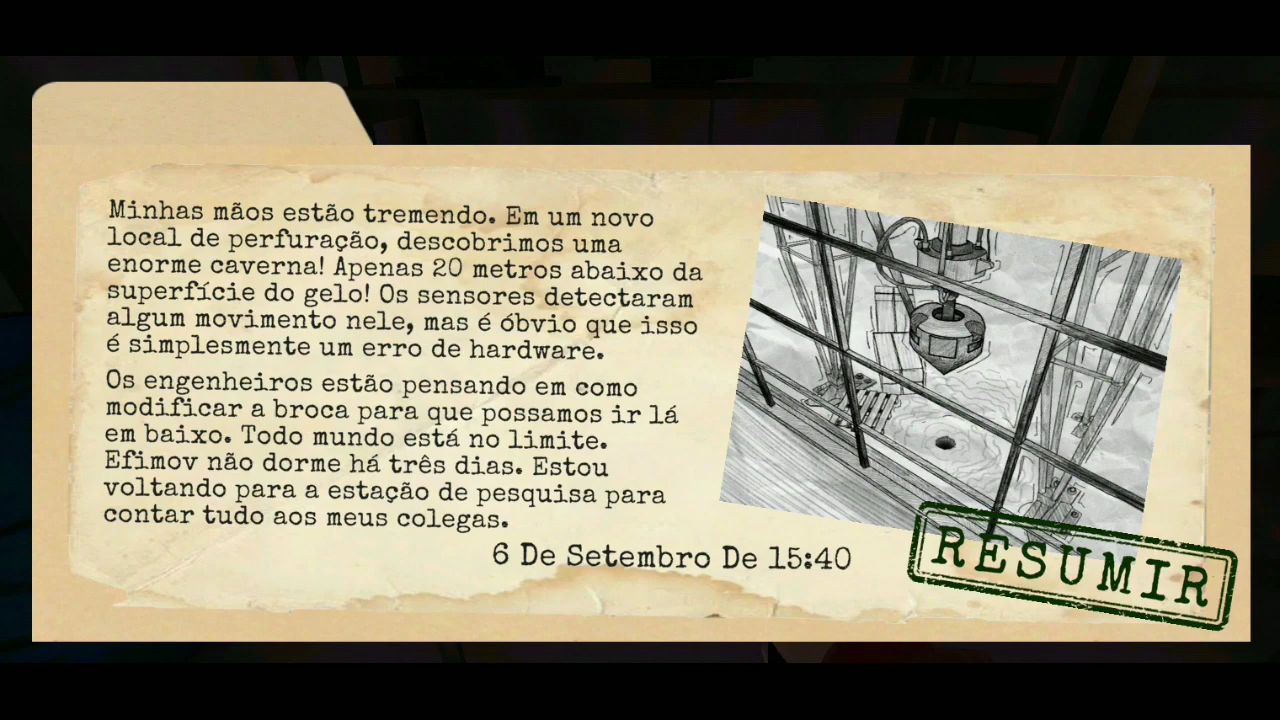 Minhas mãos estão tremendo. Em um novo
local de perfuração, descobrimos uma
enorme caverna! Apenas 20 metros abaixo da
superfície do gelo! Os sensores detectaram
algum movimento nele, mas é óbvio que isso
é simplesmente um erro de hardware.
Os engenheiros estão pensando em como
modificar a broca para que possamos ir lá
em baixo. Todo mundo está no limite.
Efimov não dorme há três dias. Estou
voltando para a estação de pesquisa para
contar tudo aos meus colegas.
6 De Setembro De 15:40
RESUMIR